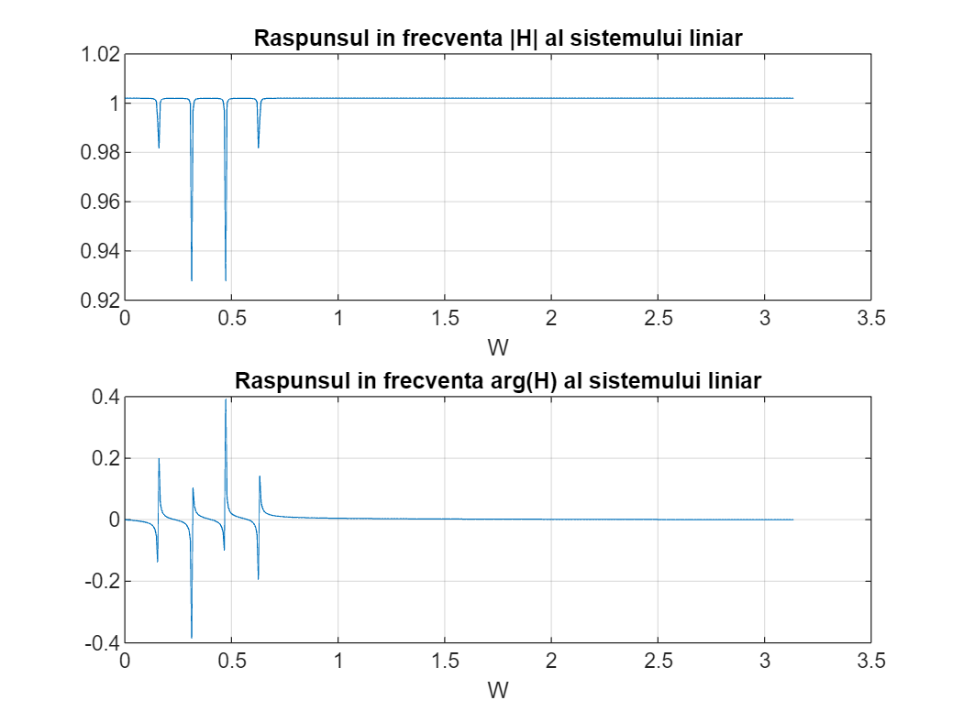 Raspunsul in frecventa |H| al sistemului liniar
1.02
1
0.98
0.96
0.94
0.92
0 0.5 1 1.5 2 2.5 3 3.5
W
Raspunsul in frecventa arg(H) al sistemului liniar
0.4
0.2
0
-0.2
-0.4
0 0.5 1 1.5 2 2.5 3 3.5
W